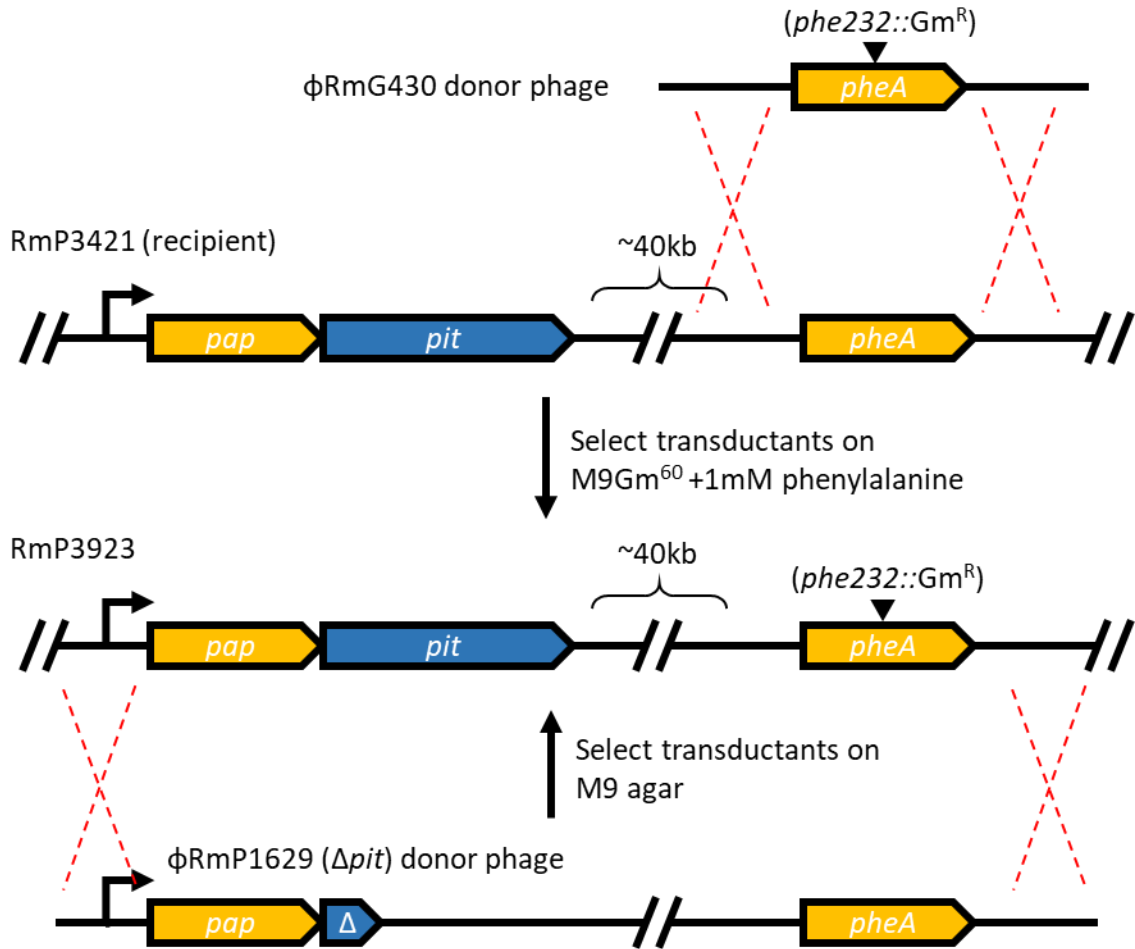 (phe232::Gmᴿ)
ϕRmG430 donor phage
pheA
RmP3421 (recipient)
~40kb
pap
pit
pheA
Select transductants on
M9Gm⁶⁰ +1mM phenylalanine
RmP3923
~40kb
(phe232::Gmᴿ)
pap
pit
pheA
Select transductants on
M9 agar
ϕRmP1629 (Δpit) donor phage
pap
Δ
pheA